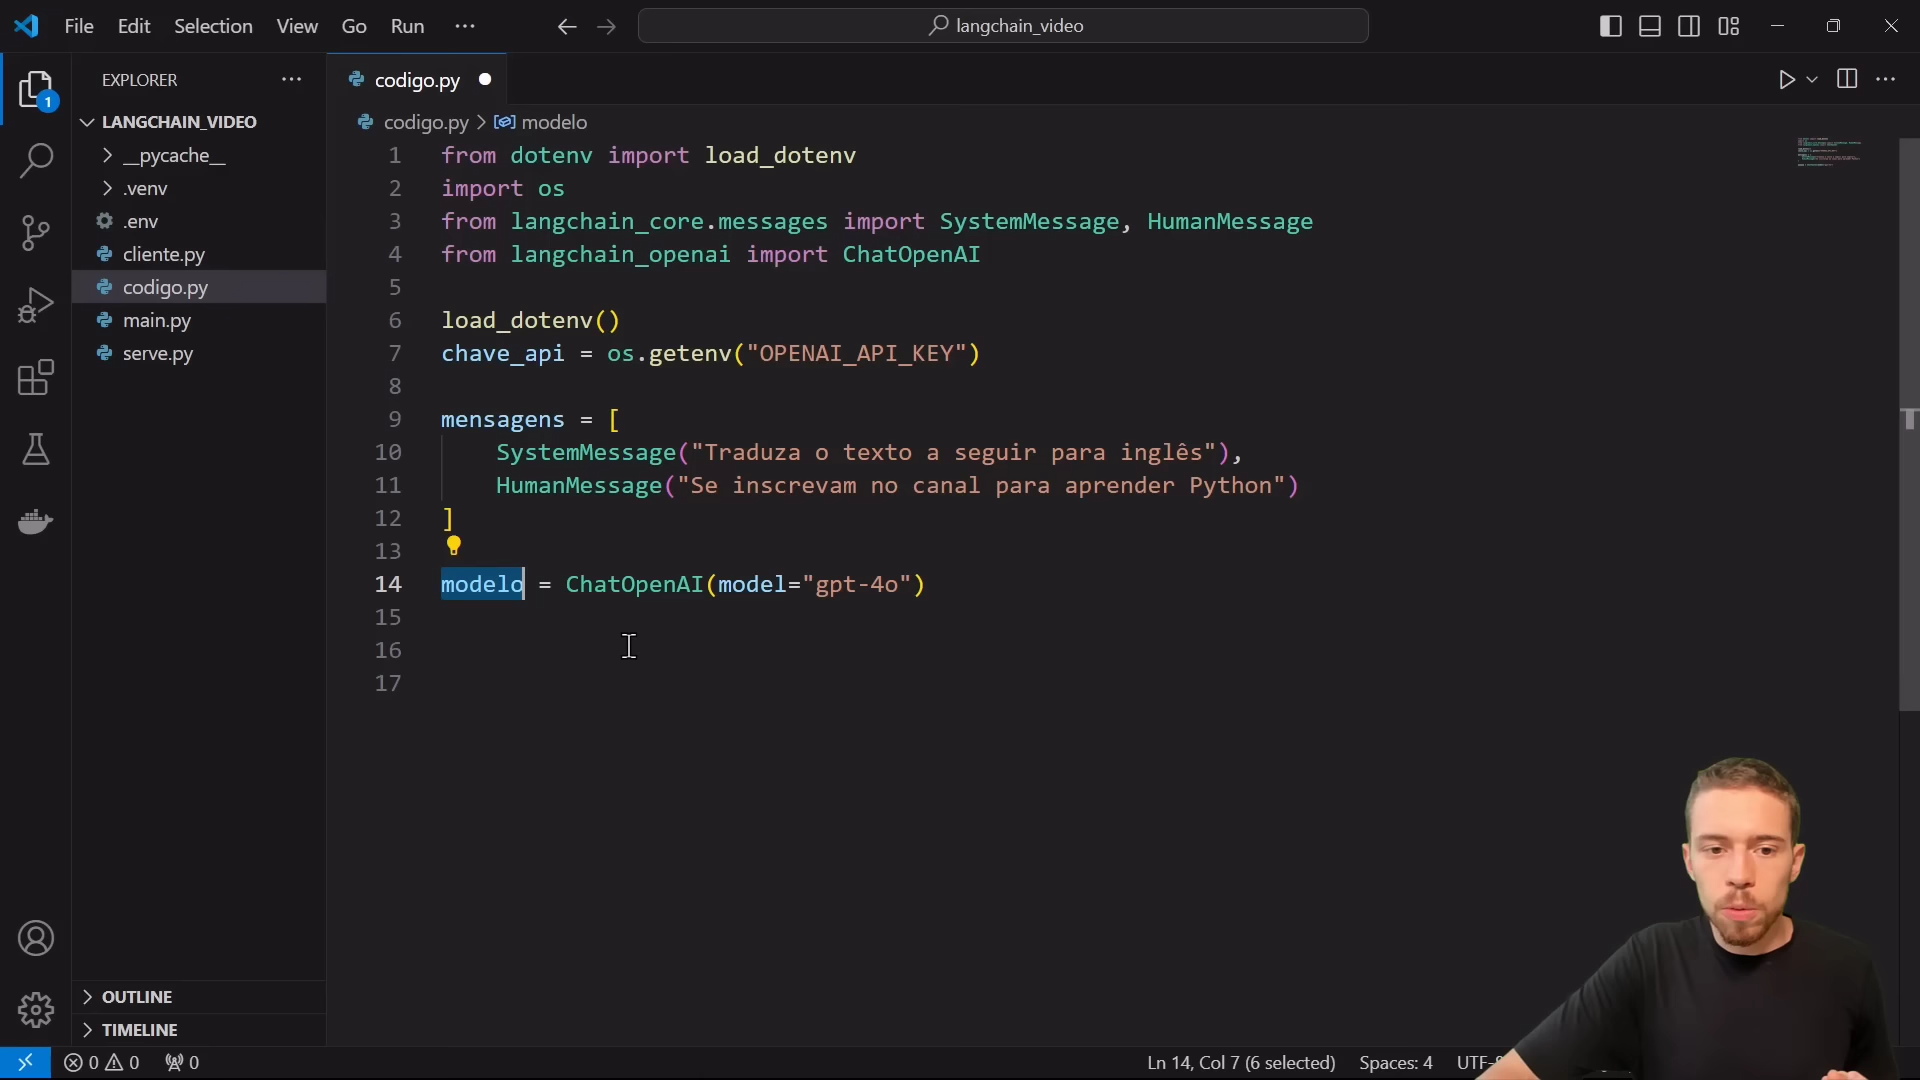 File Edit Selection View Go Run ··· langchain_video
EXPLORER
LANGCHAIN_VIDEO
__pycache__
.venv
.env
cliente.py
codigo.py
main.py
serve.py
OUTLINE
TIMELINE
1
codigo.py
codigo.py > modelo
1 from dotenv import load_dotenv
2 import os
3 from langchain_core.messages import SystemMessage, HumanMessage
4 from langchain_openai import ChatOpenAI
5
6 load_dotenv()
7 chave_api = os.getenv("OPENAI_API_KEY")
8
9 mensagens = [
10 SystemMessage("Traduza o texto a seguir para inglês"),
11 HumanMessage("Se inscrevam no canal para aprender Python")
12 ]
13
14 modelo = ChatOpenAI(model="gpt-4o")
15
16
17
0 0 0 Ln 14, Col 7 (6 selected) Spaces: 4